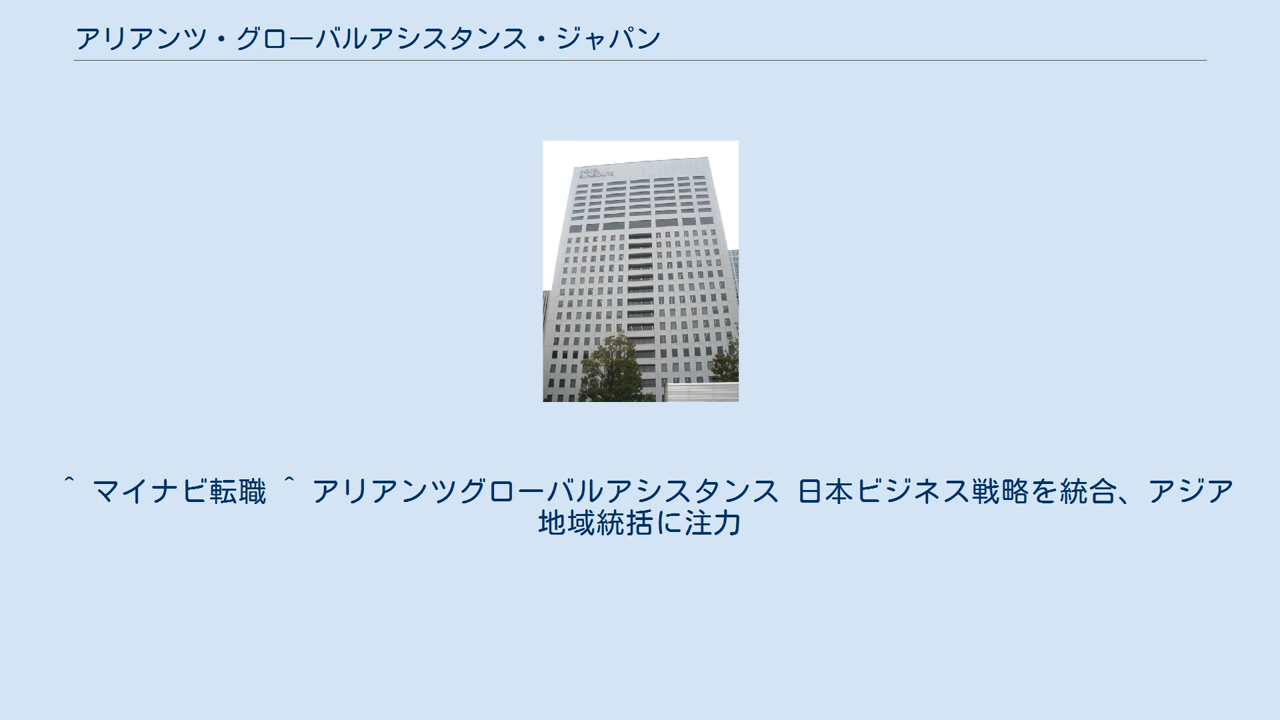 アリアンツ・グローバルアシスタンス・ジャパン
^ マイナビ転職 ^ アリアンツグローバルアシスタンス 日本ビジネス戦略を統合、アジア
地域統括に注力